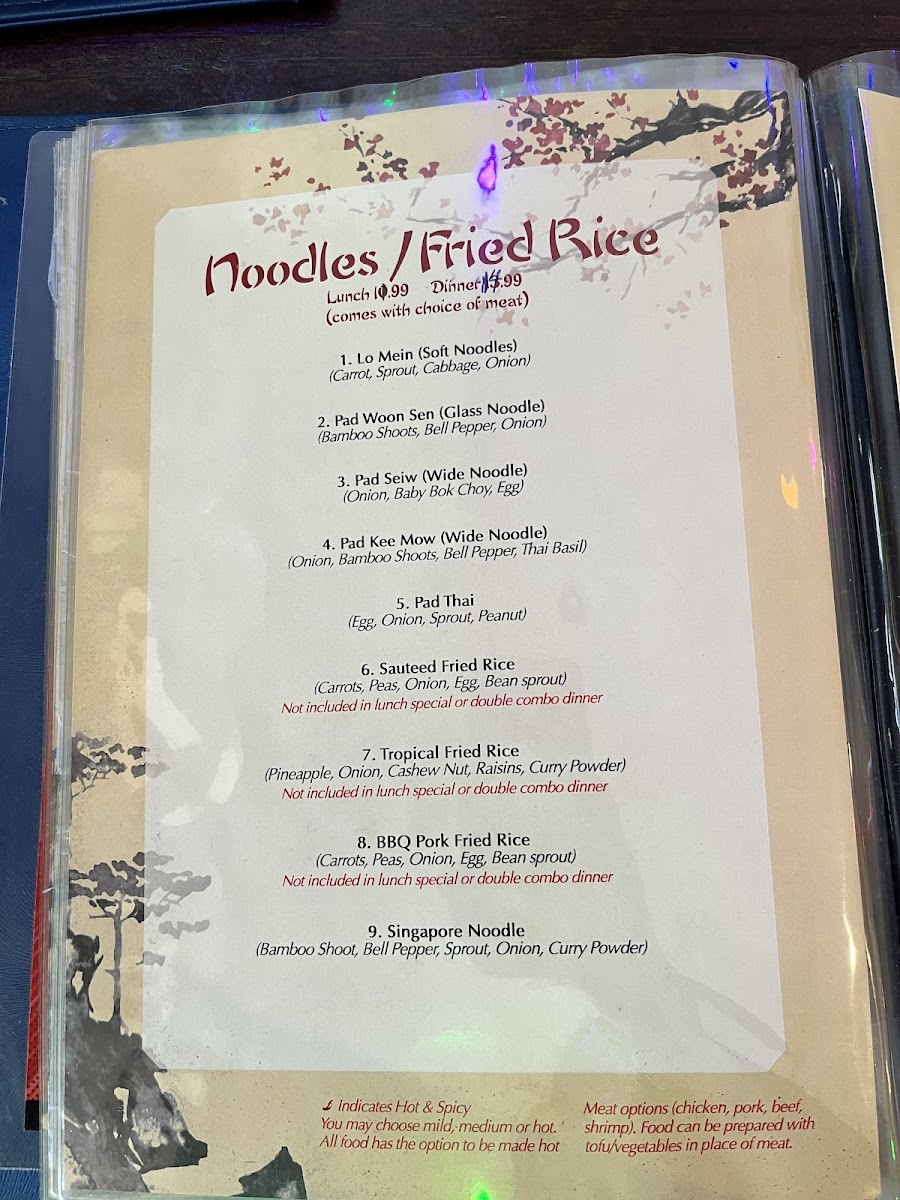 Noodles / Fried Rice
Lunch .99 Dinner .99
(comes with choice of meat)
1. Lo Mein (Soft Noodles)
(Carrot, Sprout, Cabbage, Onion)
2. Pad Woon Sen (Glass Noodle)
(Bamboo Shoots, Bell Pepper, Onion)
3. Pad Seiw (Wide Noodle)
(Onion, Baby Bok Choy, Egg)
4. Pad Kee Mow (Wide Noodle)
(Onion, Bamboo Shoots, Bell Pepper, Thai Basil)
5. Pad Thai
(Egg, Onion, Sprout, Peanut)
6. Sauteed Fried Rice
(Carrots, Peas, Onion, Egg, Bean sprout)
Not included in lunch special or double combo dinner
7. Tropical Fried Rice
(Pineapple, Onion, Cashew Nut, Raisins, Curry Powder)
Not included in lunch special or double combo dinner
8. BBQ Pork Fried Rice
(Carrots, Peas, Onion, Egg, Bean sprout)
Not included in lunch special or double combo dinner
9. Singapore Noodle
(Bamboo Shoot, Bell Pepper, Sprout, Onion, Curry Powder)
Indicates Hot & Spicy
You may choose mild, medium or hot.
All food has the option to be made hot
Meat options (chicken, pork, beef,
shrimp). Food can be prepared with
tofu/vegetables in place of meat.